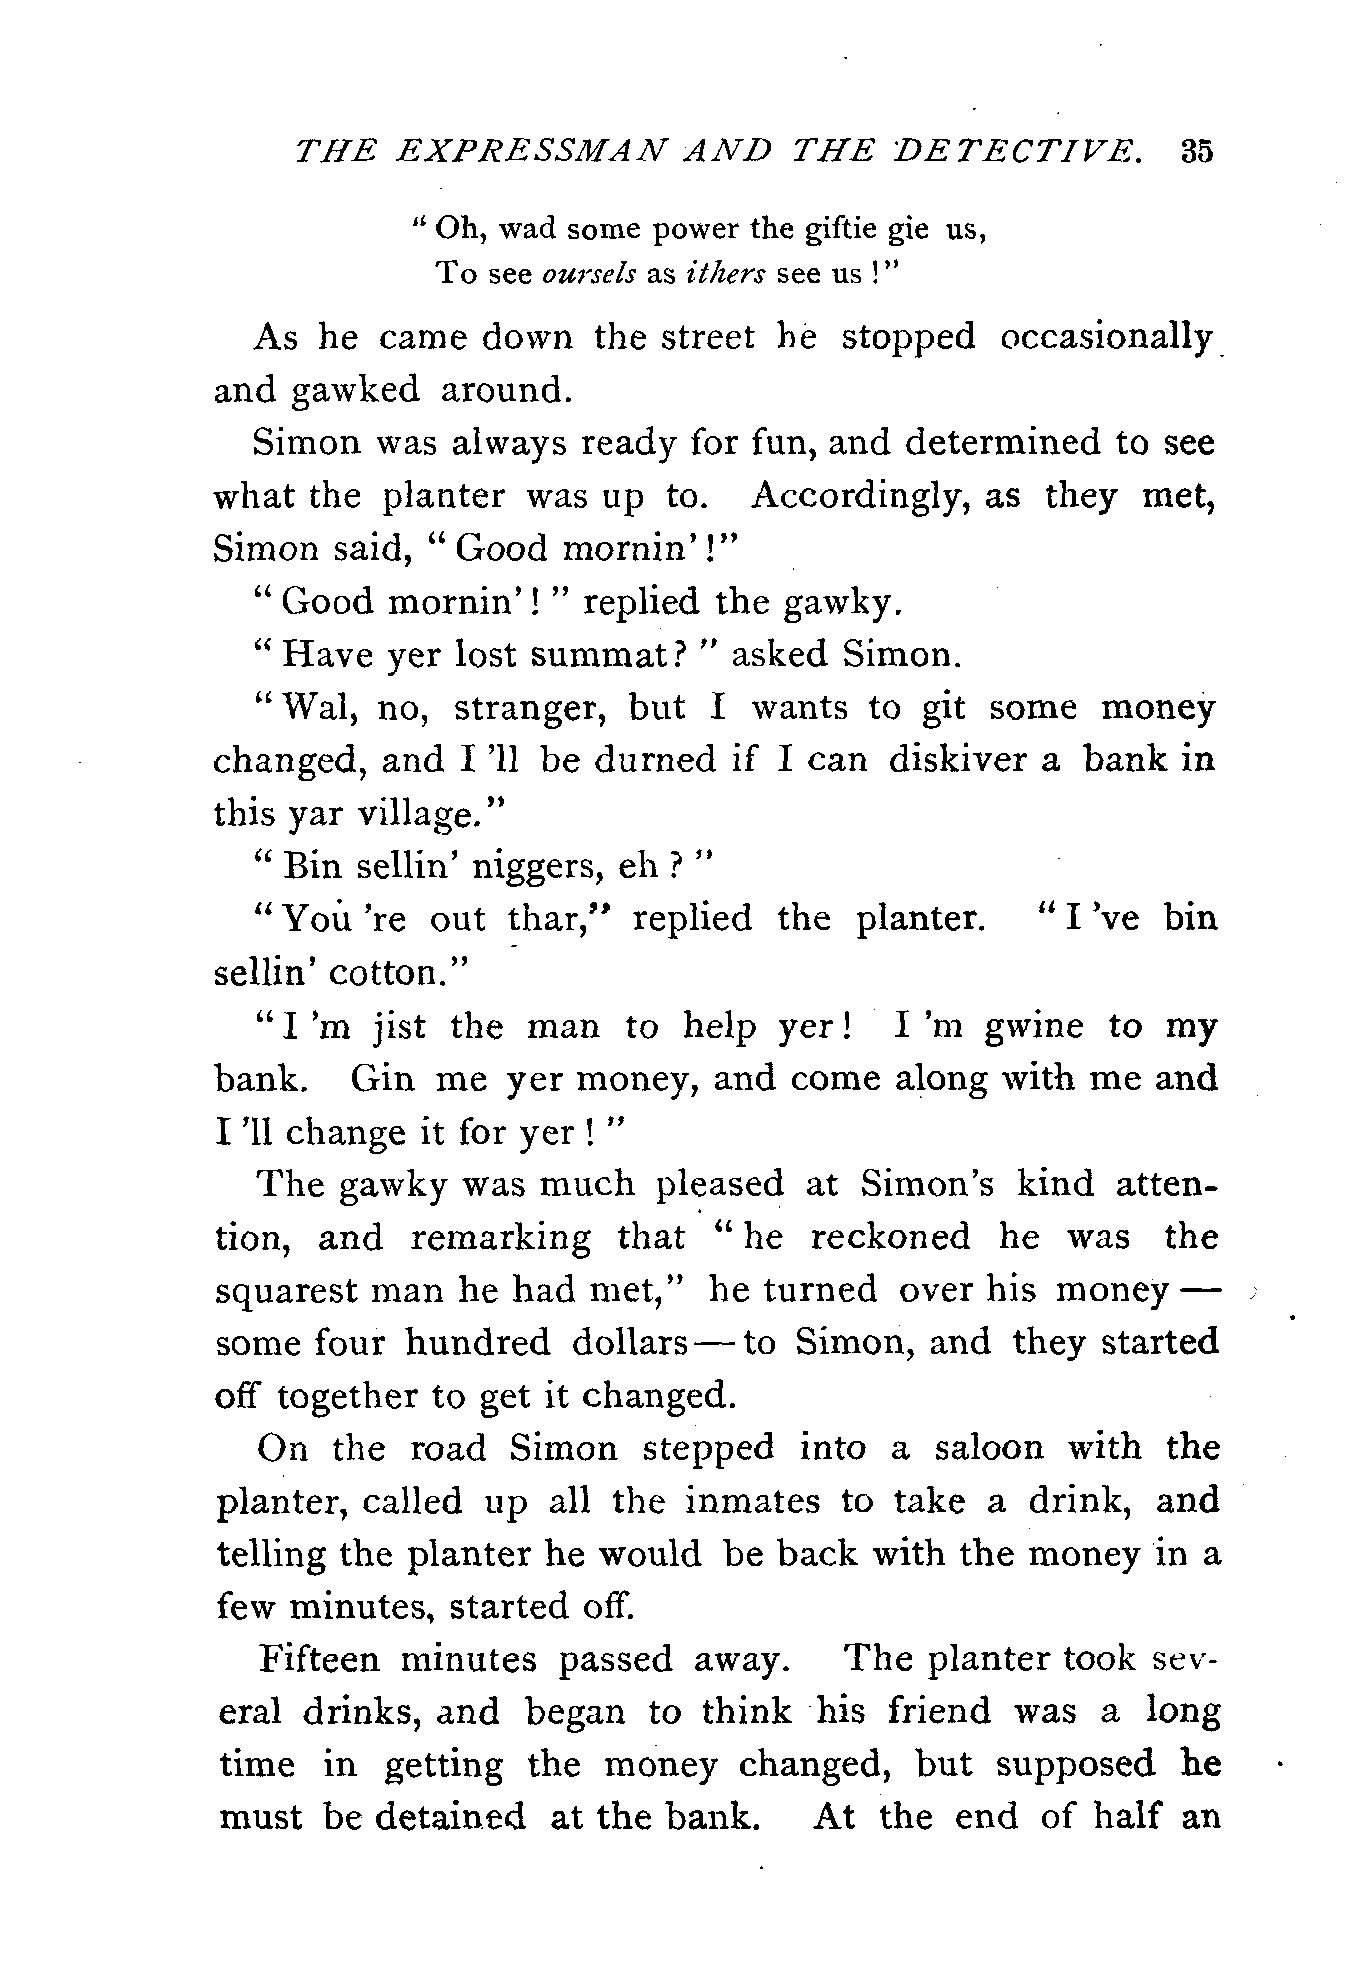 THE EXPRESSMAN AND THE DETECTIVE. 35
“ Oh, wad some power the giftie gie us,
To see oursels as ithers see us !”
As he came down the street he stopped occasionally
and gawked around.
Simon was always ready for fun, and determined to see
what the planter was up to. Accordingly, as they met,
Simon said, “ Good mornin’ !”
“ Good mornin’ ! ” replied the gawky.
“ Have yer lost summat? ” asked Simon.
“ Wal, no, stranger, but I wants to git some money
changed, and I ’ll be durned if I can diskiver a bank in
this yar village.”
“ Bin sellin’ niggers, eh ? ”
“ You ’re out thar,” replied the planter. “ I ’ve bin
sellin’ cotton.”
“ I ’m jist the man to help yer ! I ’m gwine to my
bank. Gin me yer money, and come along with me and
I ’ll change it for yer ! ”
The gawky was much pleased at Simon’s kind atten-
tion, and remarking that “ he reckoned he was the
squarest man he had met,” he turned over his money —
some four hundred dollars — to Simon, and they started
off together to get it changed.
On the road Simon stepped into a saloon with the
planter, called up all the inmates to take a drink, and
telling the planter he would be back with the money in a
few minutes, started off.
Fifteen minutes passed away. The planter took sev-
eral drinks, and began to think his friend was a long
time in getting the money changed, but supposed he
must be detained at the bank. At the end of half an